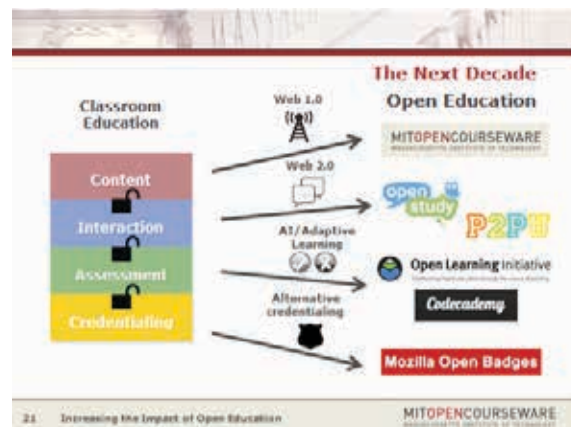 The Next Decade
Open Education
Classroom
Education
Content
Interaction
Assessment
Credentialing
Web 1.0
Web 2.0
AI/Adaptive
Learning
Alternative
credentialing
MITOPENCOURSEWARE
MASSACHUSETTS INSTITUTE OF TECHNOLOGY
open
study
P2PU
Open Learning Initiative
Codecademy
Mozilla Open Badges
21 Increasing the Impact of Open Education
MITOPENCOURSEWARE
MASSACHUSETTS INSTITUTE OF TECHNOLOGY